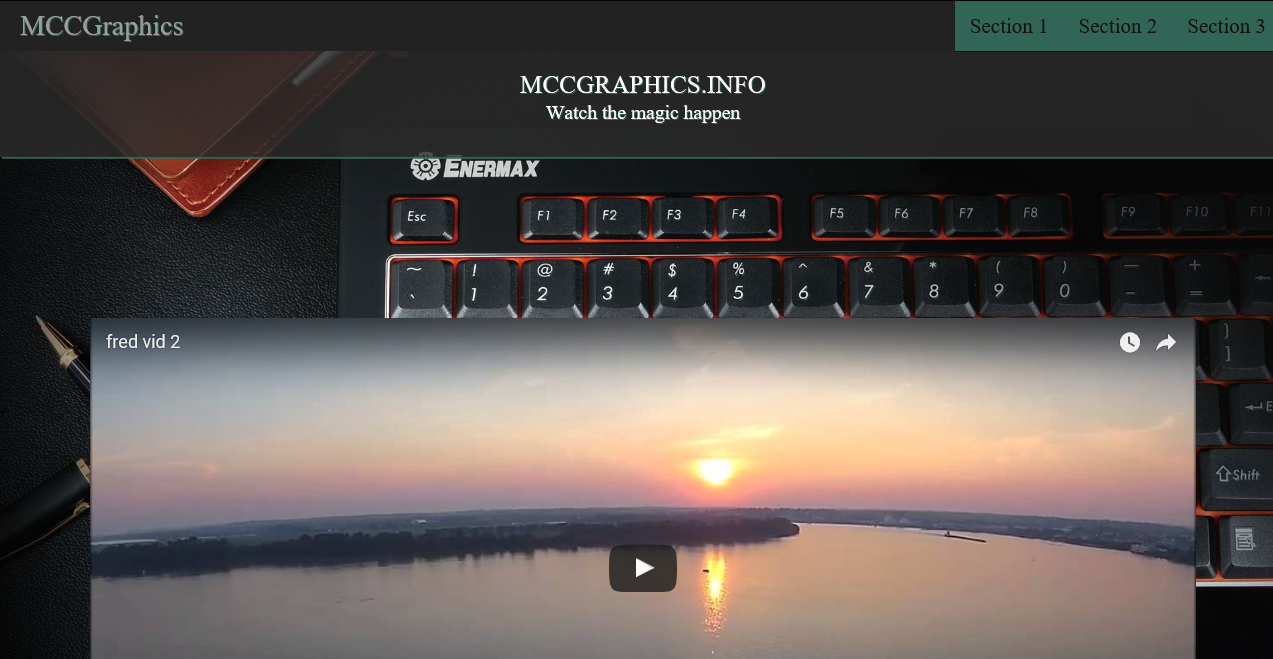 MCCGraphics
Section 1 Section 2 Section 3
MCCGRAPHICS.INFO
Watch the magic happen
ENERMAX
Esc F1 F2 F3 F4 F5 F6 F7 F8 F9 F10 F11
~ ! @ # $ % ^ & * ( ) — +
、 1 2 3 4 5 6 7 8 9 0 - =
fred vid 2
}
]
E
Shift